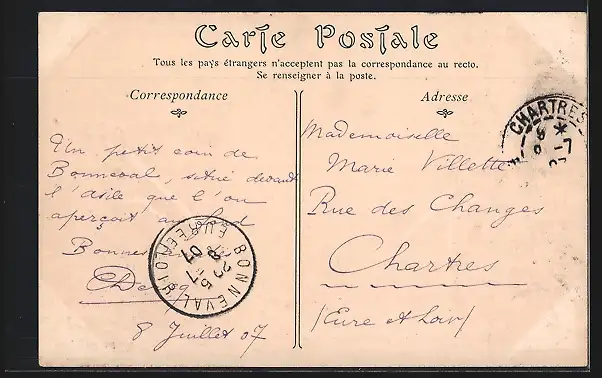 Carte Postale
Tous les pays étrangers n'acceptent pas la correspondance au recto.
Se renseigner à la poste.
Correspondance
Un petit coin de
Bonneval, situé devant
l'asile que l'on
aperçoit au fond
8 Juillet 07
BONNEVAL
EURE-ET-LOIR
Adresse
Mademoiselle
Marie Villette
Rue des Changes
Chartres
(Eure et Loir)
CHARTRES